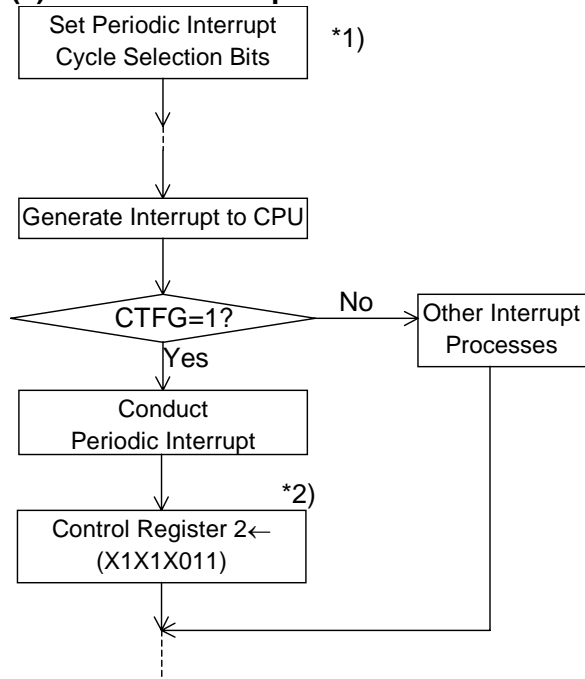 Set Periodic Interrupt
Cycle Selection Bits
*1)
Generate Interrupt to CPU
CTFG=1?
No
Other Interrupt
Processes
Yes
Conduct
Periodic Interrupt
*2)
Control Register 2←
(X1X1X011)